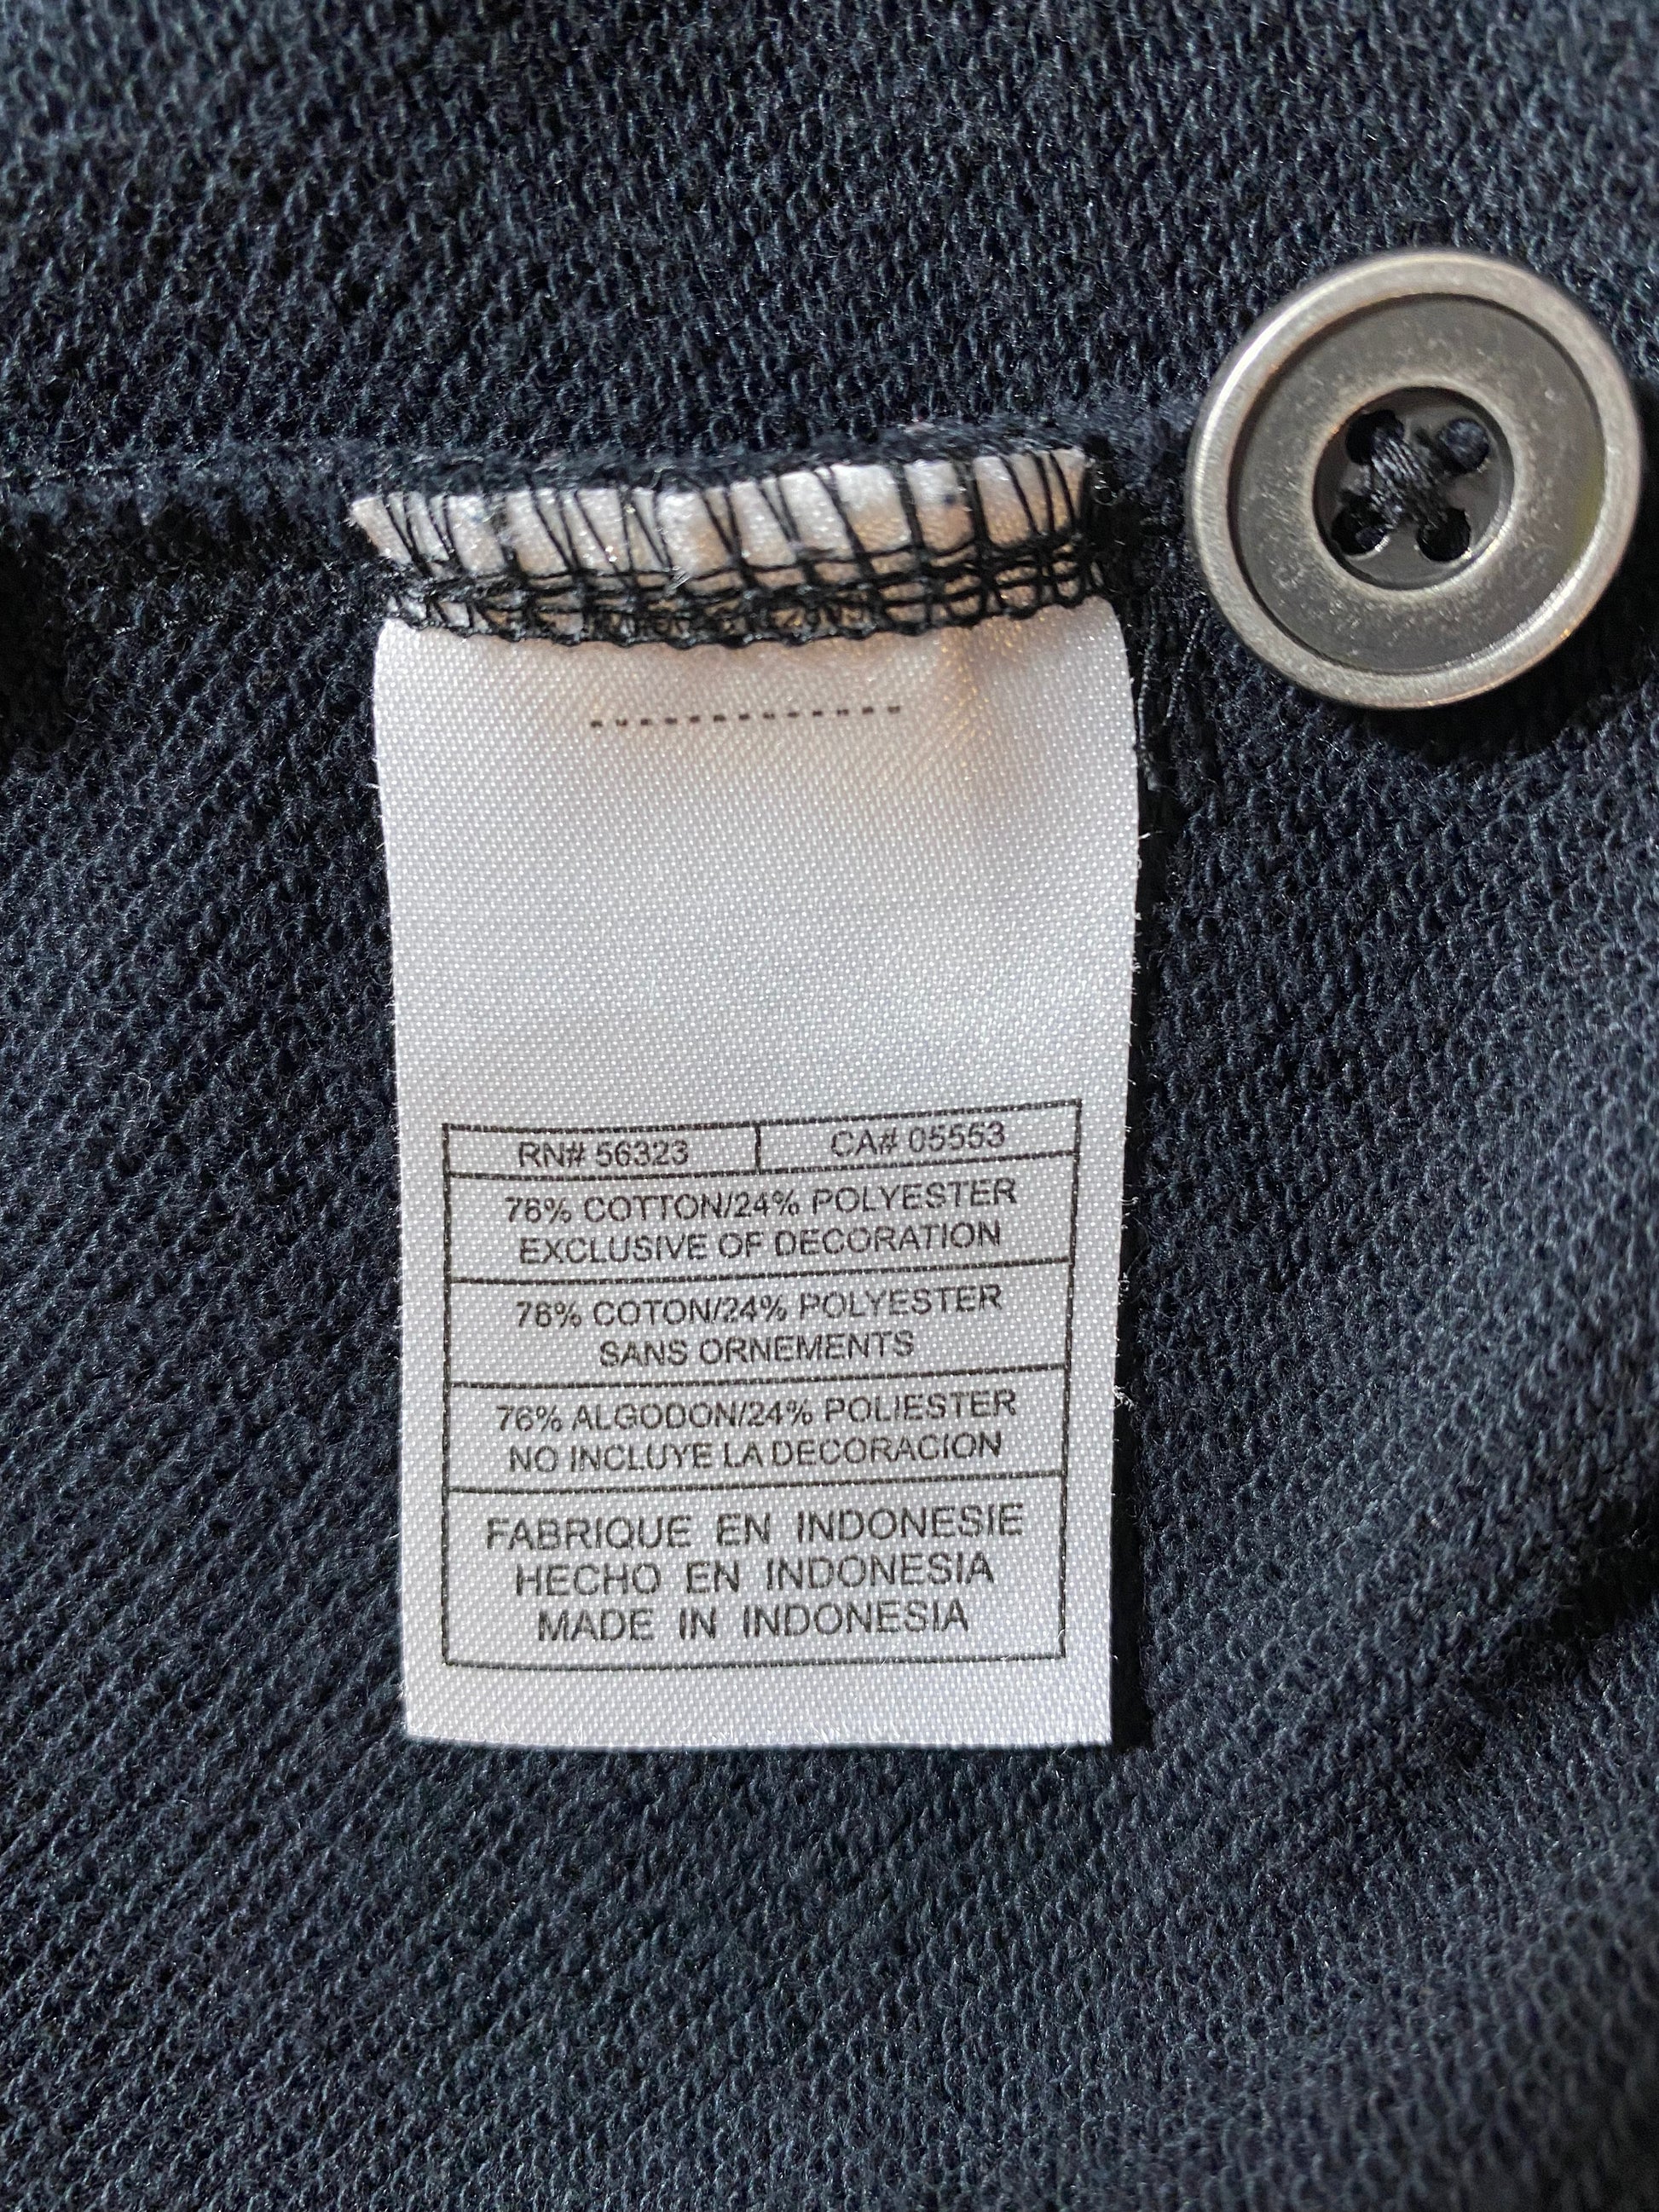 RN# 56323 CA# 05553
76% COTTON/24% POLYESTER
EXCLUSIVE OF DECORATION
76% COTON/24% POLYESTER
SANS ORNEMENTS
76% ALGODON/24% POLIESTER
NO INCLUYE LA DECORACION
FABRIQUE EN INDONESIE
HECHO EN INDONESIA
MADE IN INDONESIA